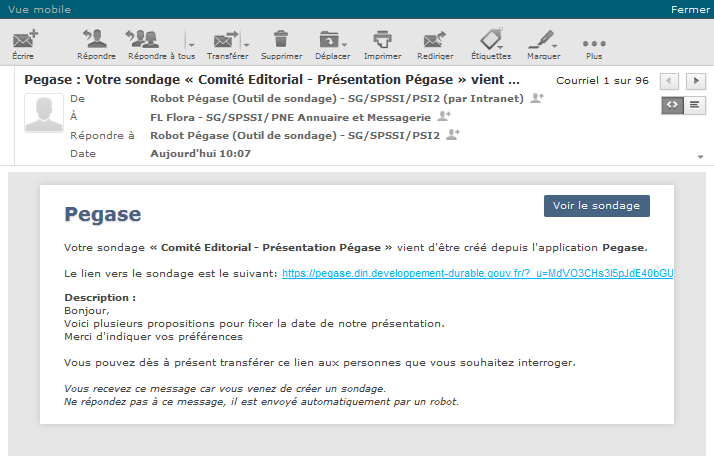 Vue mobile Fermer
Écrire Répondre Répondre à tous Transférer Supprimer Déplacer Imprimer Rediriger Étiquettes Marquer Plus
Pegase : Votre sondage « Comité Editorial - Présentation Pégase » vient ... Courriel 1 sur 96
De Robot Pégase (Outil de sondage) - SG/SPSSI/PSI2 (par Intranet)
À FL Flora - SG/SPSSI/PNE Annuaire et Messagerie
Répondre à Robot Pégase (Outil de sondage) - SG/SPSSI/PSI2
Date Aujourd'hui 10:07
Voir le sondage
Pegase
Votre sondage « Comité Editorial - Présentation Pégase » vient d'être créé depuis l'application Pegase.
Le lien vers le sondage est le suivant: https://pegase.din.developpement-durable.gouv.fr/?_u=MdVO3CHs3I5pJdE40bGU
Description :
Bonjour,
Voici plusieurs propositions pour fixer la date de notre présentation.
Merci d'indiquer vos préférences
Vous pouvez dès à présent transférer ce lien aux personnes que vous souhaitez interroger.
Vous recevez ce message car vous venez de créer un sondage.
Ne répondez pas à ce message, il est envoyé automatiquement par un robot.